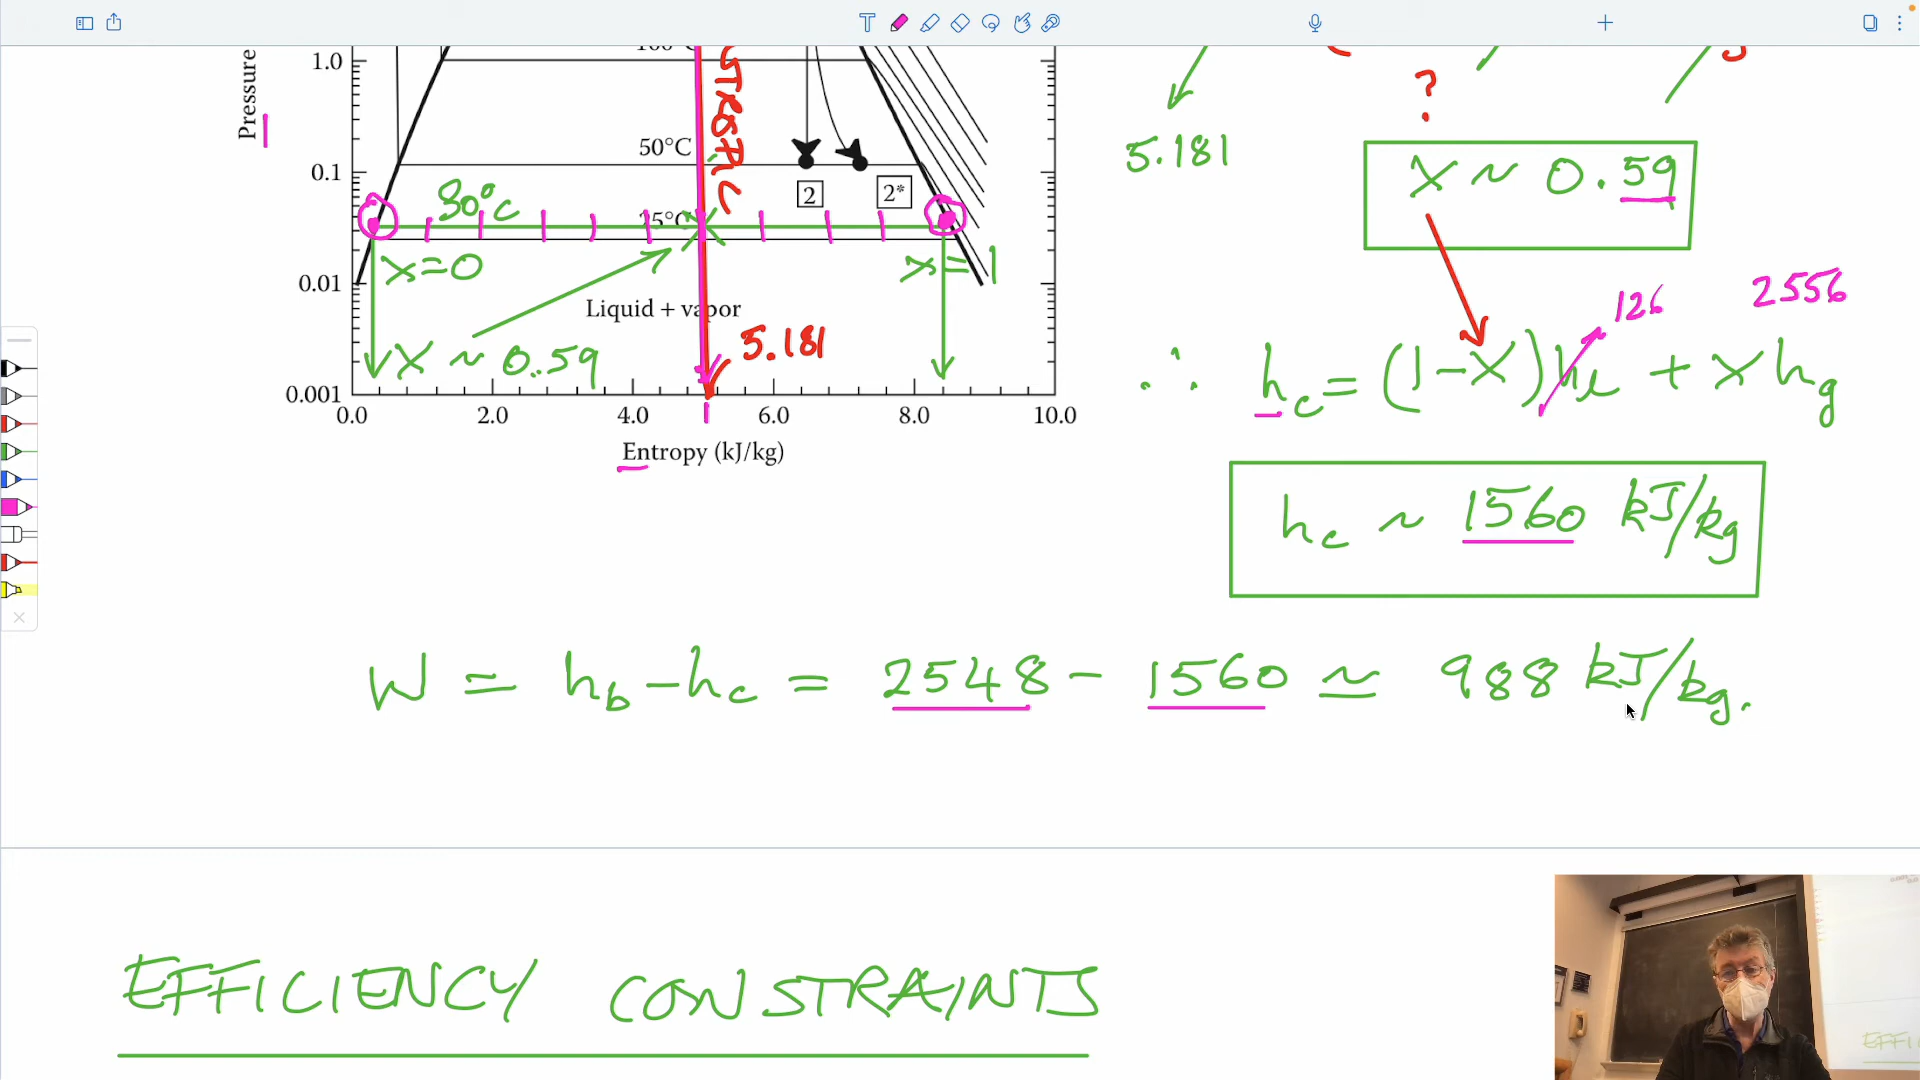 Pressure
1.0
0.1
0.01
0.001
50°C
30°C
ISENTROPIC
2
2*
x=0
x=1
Liquid + vapor
x ~ 0.59
5.181
0.0 2.0 4.0 6.0 8.0 10.0
Entropy (kJ/kg)
?
5.181
x ~ 0.59
126
2556
∴ hc = (1-x)hl + x hg
hc ~ 1560 kJ/kg
W = hb - hc = 2548 - 1560 ≃ 988 kJ/kg.
EFFICIENCY CONSTRAINTS